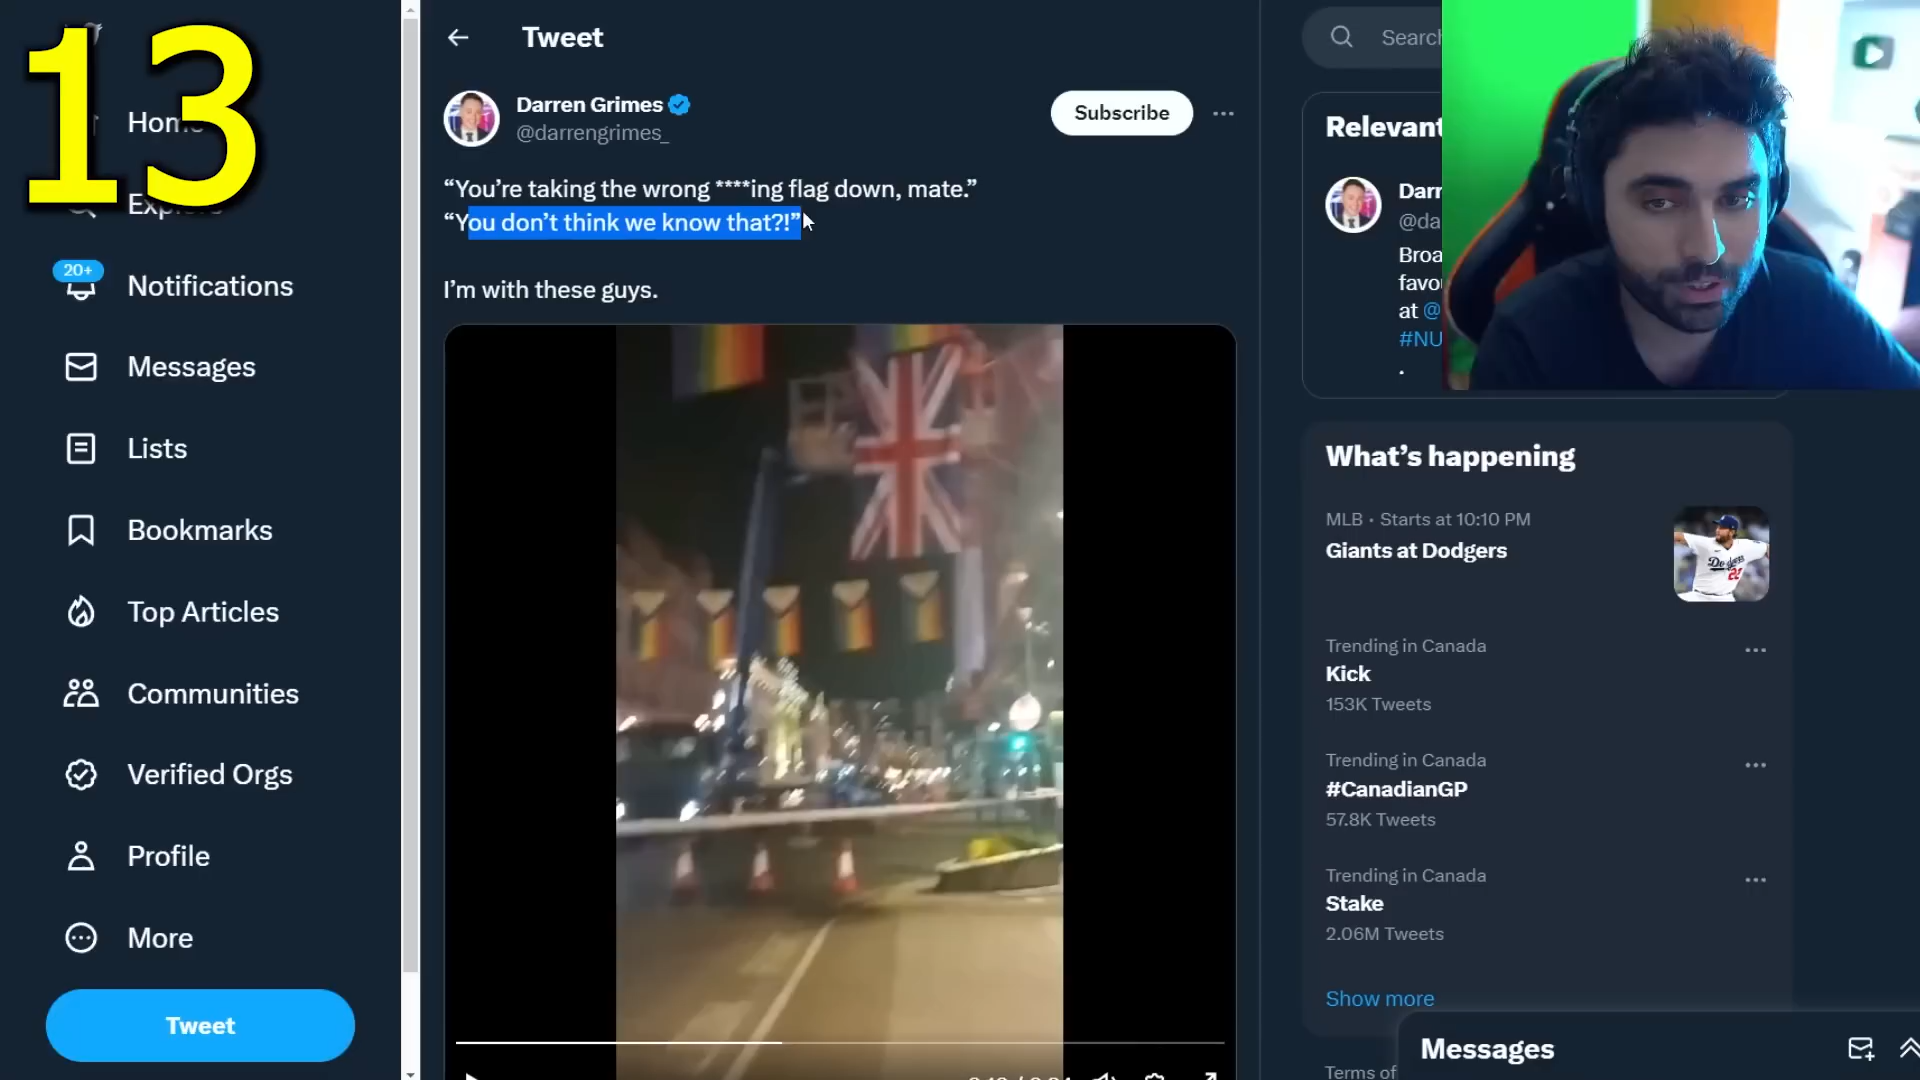 13
Home
Explore
20+
Notifications
Messages
Lists
Bookmarks
Top Articles
Communities
Verified Orgs
Profile
More
Tweet
Tweet
Darren Grimes
@darrengrimes_
Subscribe
“You’re taking the wrong ****ing flag down, mate.”
“You don’t think we know that?!”
I’m with these guys.
Search
Relevant
Darr
@da
Broa
favo
at @
#NU
.
What’s happening
MLB · Starts at 10:10 PM
Giants at Dodgers
Trending in Canada
Kick
153K Tweets
Trending in Canada
#CanadianGP
57.8K Tweets
Trending in Canada
Stake
2.06M Tweets
Show more
Messages
Terms of